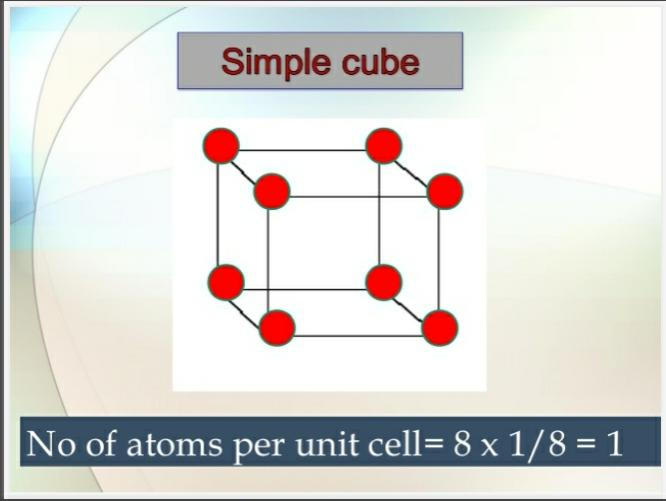 Simple cube
No of atoms per unit cell= 8 x 1/8 = 1